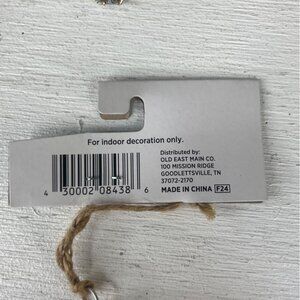 For indoor decoration only.
4 30002 08438 6
Distributed by:
OLD EAST MAIN CO.
100 MISSION RIDGE
GOODLETTSVILLE, TN
37072-2170
MADE IN CHINA F24